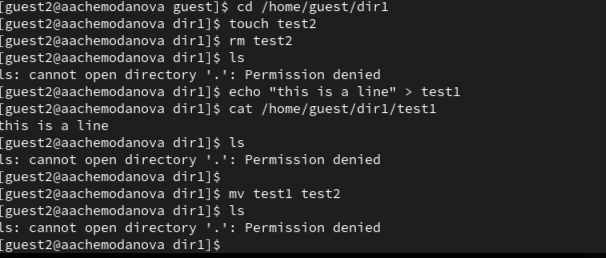 [guest2@aachemodanova guest]$ cd /home/guest/dir1
[guest2@aachemodanova dir1]$ touch test2
[guest2@aachemodanova dir1]$ rm test2
[guest2@aachemodanova dir1]$ ls
ls: cannot open directory '.': Permission denied
[guest2@aachemodanova dir1]$ echo "this is a line" > test1
[guest2@aachemodanova dir1]$ cat /home/guest/dir1/test1
this is a line
[guest2@aachemodanova dir1]$ ls
ls: cannot open directory '.': Permission denied
[guest2@aachemodanova dir1]$
[guest2@aachemodanova dir1]$ mv test1 test2
[guest2@aachemodanova dir1]$ ls
ls: cannot open directory '.': Permission denied
[guest2@aachemodanova dir1]$